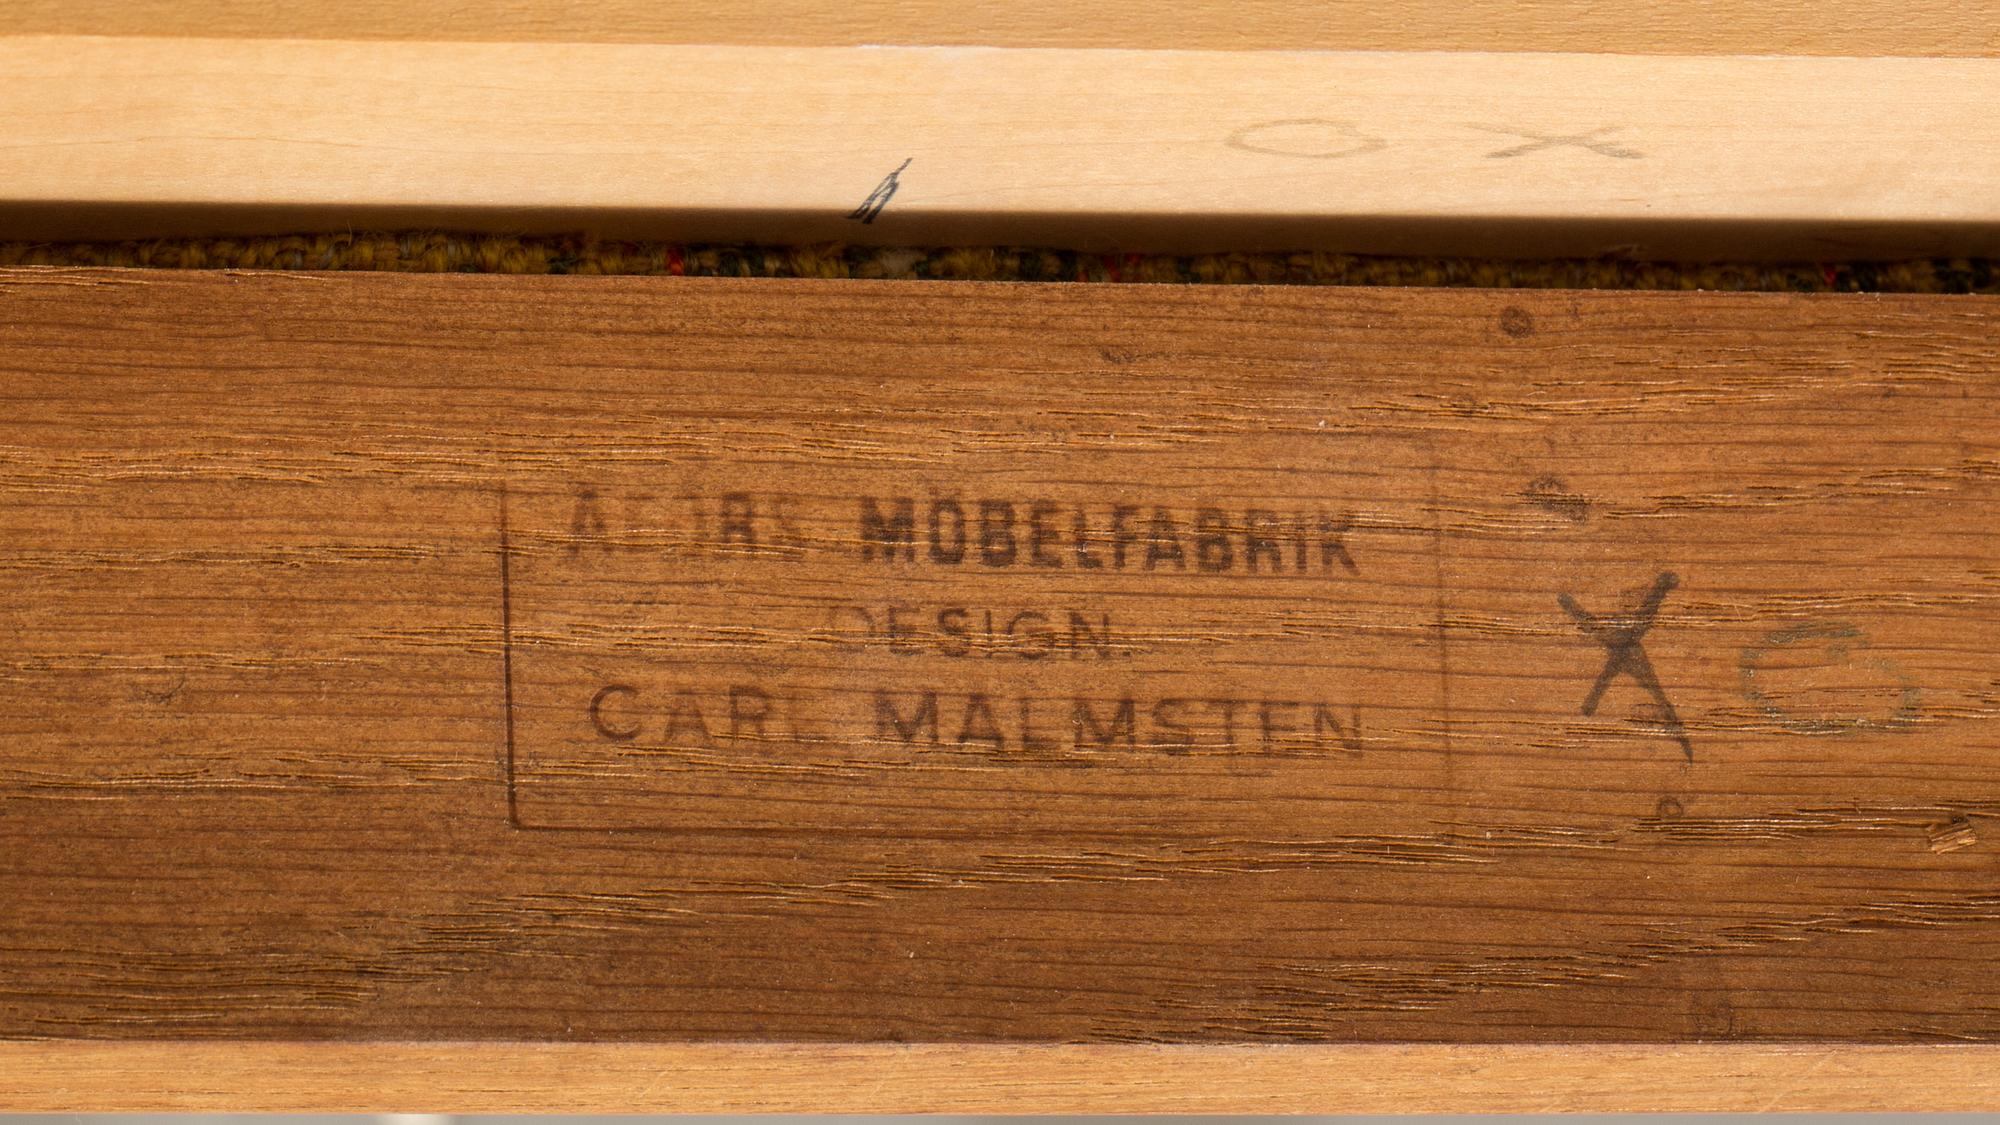 O X
MÖBELFABRIK
DESIGN.
CARL MALMSTEN
X